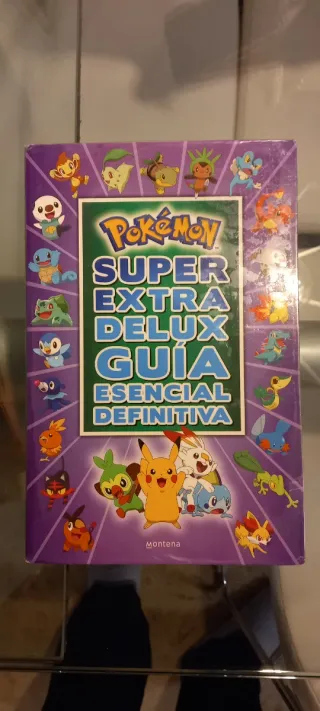 Pokémon
SUPER
EXTRA
DELUX
GUÍA
ESENCIAL
DEFINITIVA
Montena